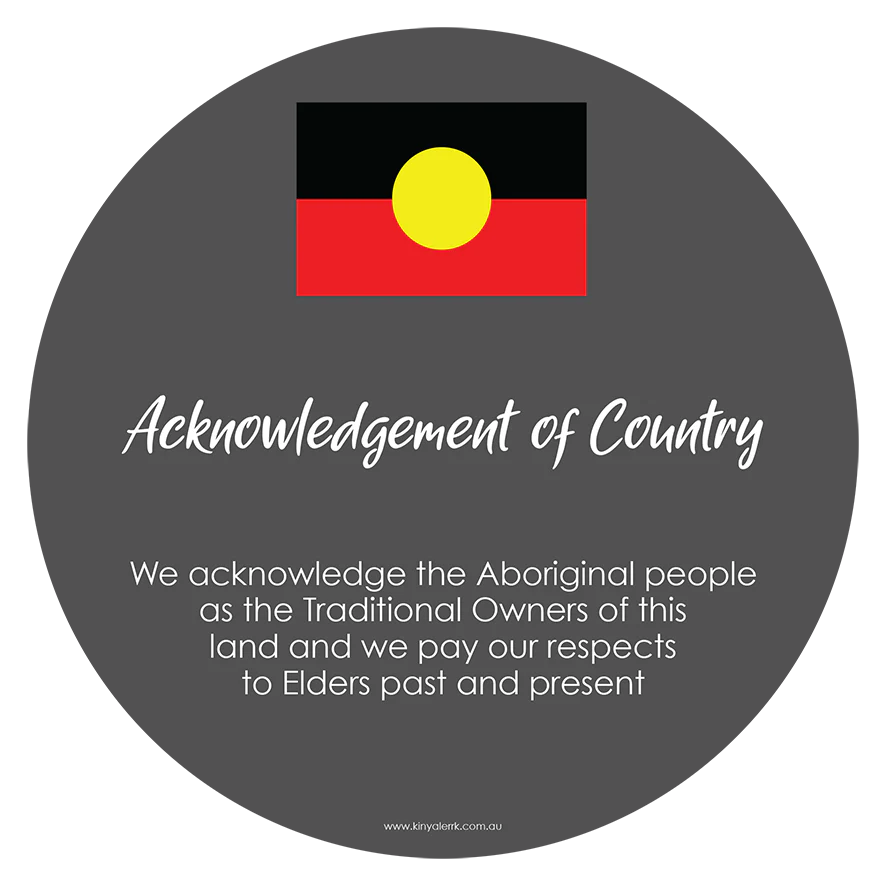 Acknowledgement of Country
We acknowledge the Aboriginal people
as the Traditional Owners of this
land and we pay our respects
to Elders past and present
www.kinyalerrk.com.au